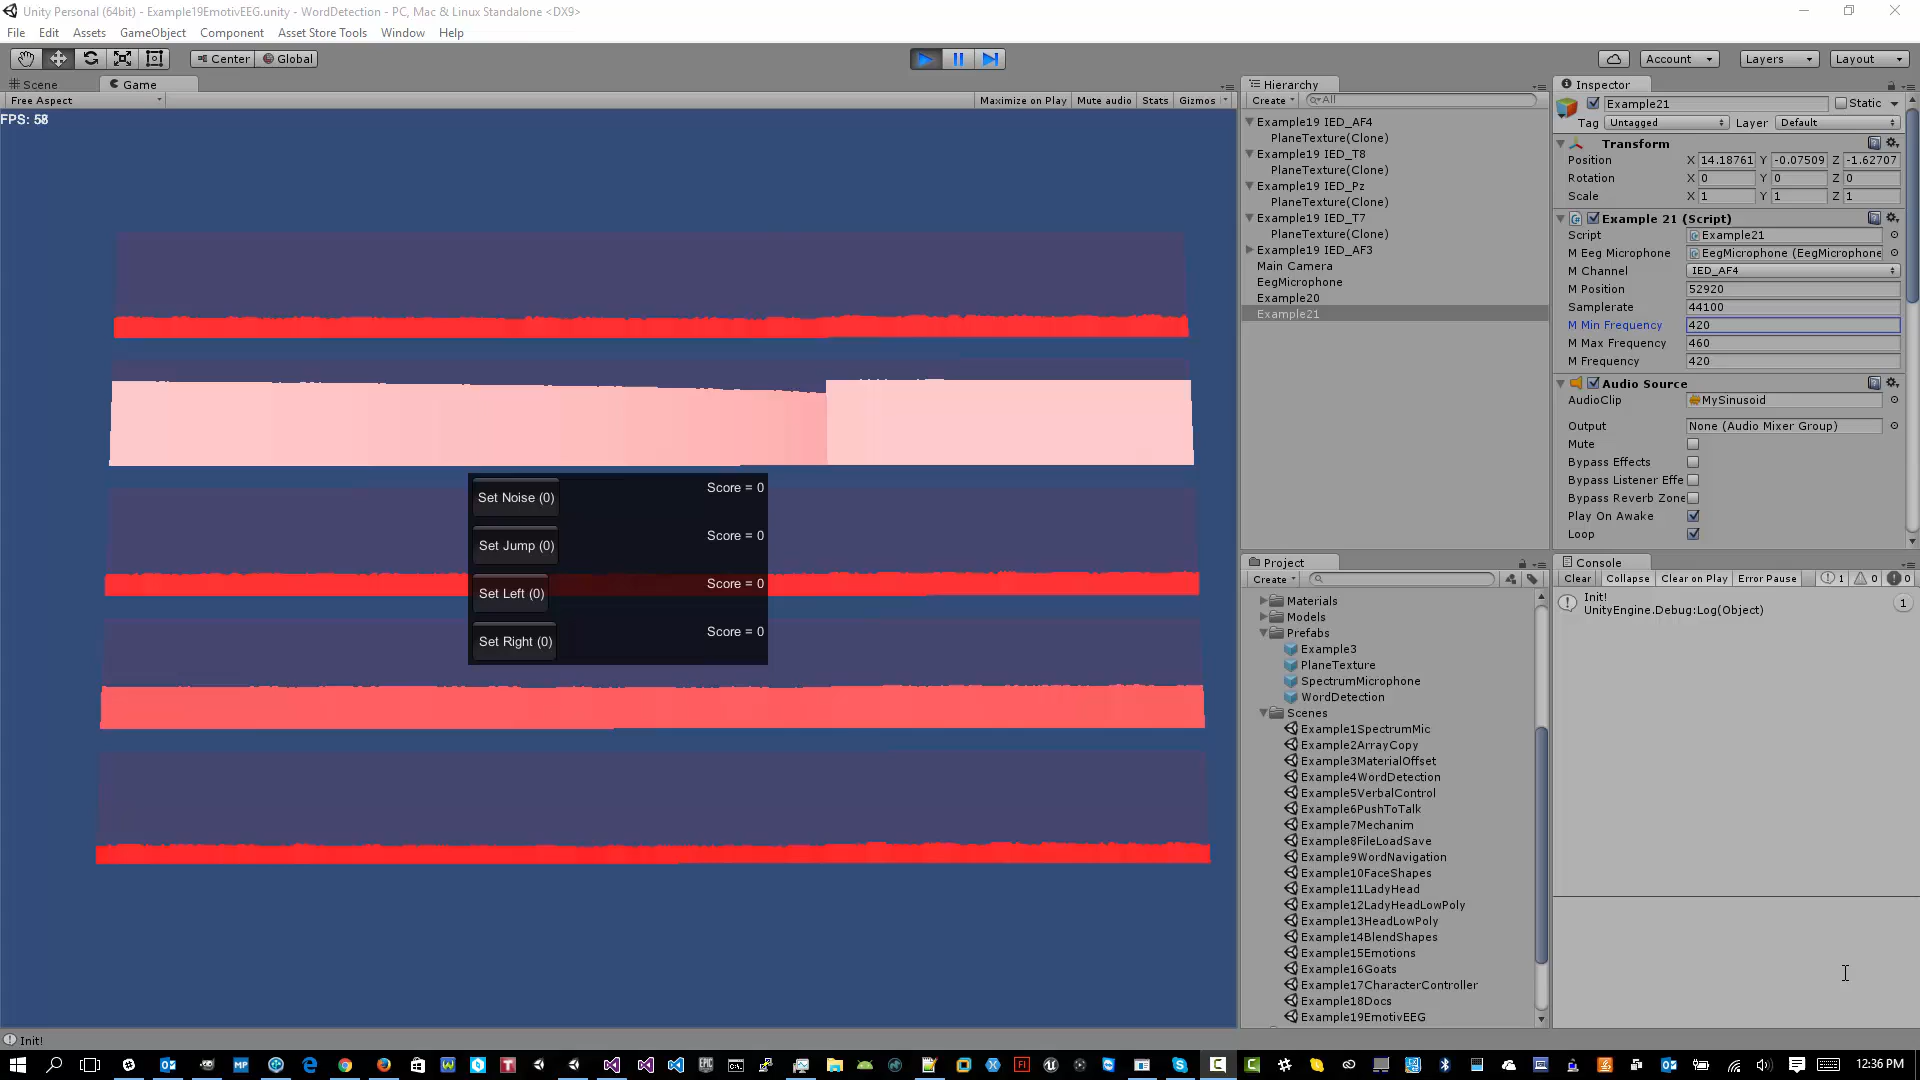 Unity Personal (64bit) - Example19EmotivEEG.unity - WordDetection - PC, Mac & Linux Standalone <DX9>
File Edit Assets GameObject Component Asset Store Tools Window Help
Center Global Account Layers Layout
Scene Game
Free Aspect Maximize on Play Mute audio Stats Gizmos
FPS: 58
Set Noise (0) Score = 0
Set Jump (0) Score = 0
Set Left (0) Score = 0
Set Right (0) Score = 0
Hierarchy
Create All
Example19 IED_AF4
PlaneTexture(Clone)
Example19 IED_T8
PlaneTexture(Clone)
Example19 IED_Pz
PlaneTexture(Clone)
Example19 IED_T7
PlaneTexture(Clone)
Example19 IED_AF3
Main Camera
EegMicrophone
Example20
Example21
Inspector
Example21 Static
Tag Untagged Layer Default
Transform
Position X 14.18761 Y -0.07509 Z -1.62707
Rotation X 0 Y 0 Z 0
Scale X 1 Y 1 Z 1
Example 21 (Script)
Script Example21
M Eeg Microphone EegMicrophone (EegMicrophone
M Channel IED_AF4
M Position 52920
Samplerate 44100
M Min Frequency 420
M Max Frequency 460
M Frequency 420
Audio Source
AudioClip MySinusoid
Output None (Audio Mixer Group)
Mute
Bypass Effects
Bypass Listener Effe
Bypass Reverb Zone
Play On Awake
Loop
Project
Create
Materials
Models
Prefabs
Example3
PlaneTexture
SpectrumMicrophone
WordDetection
Scenes
Example1SpectrumMic
Example2ArrayCopy
Example3MaterialOffset
Example4WordDetection
Example5VerbalControl
Example6PushToTalk
Example7Mechanim
Example8FileLoadSave
Example9WordNavigation
Example10FaceShapes
Example11LadyHead
Example12LadyHeadLowPoly
Example13HeadLowPoly
Example14BlendShapes
Example15Emotions
Example16Goats
Example17CharacterController
Example18Docs
Example19EmotivEEG
Console
Clear Collapse Clear on Play Error Pause 1 0 0
Init!
UnityEngine.Debug:Log(Object) 1
Init!
12:36 PM